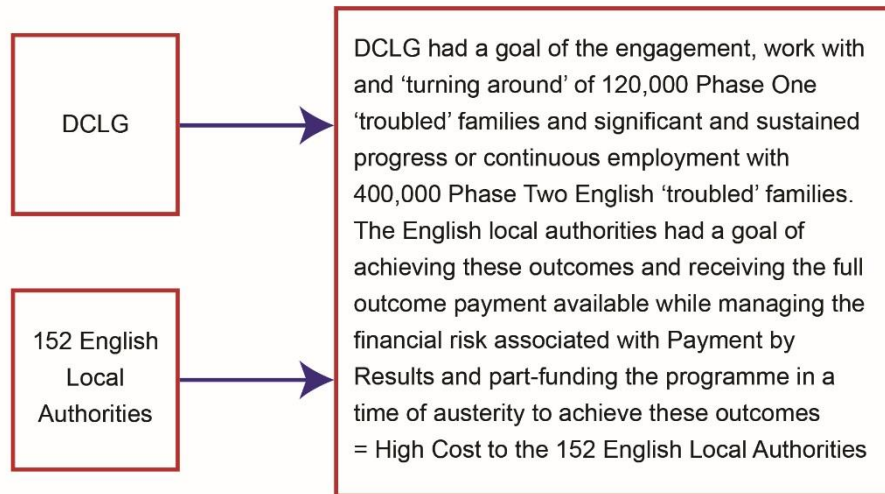 DCLG
152 English
Local
Authorities
DCLG had a goal of the engagement, work with
and ‘turning around’ of 120,000 Phase One
‘troubled’ families and significant and sustained
progress or continuous employment with
400,000 Phase Two English ‘troubled’ families.
The English local authorities had a goal of
achieving these outcomes and receiving the full
outcome payment available while managing the
financial risk associated with Payment by
Results and part-funding the programme in a
time of austerity to achieve these outcomes
= High Cost to the 152 English Local Authorities